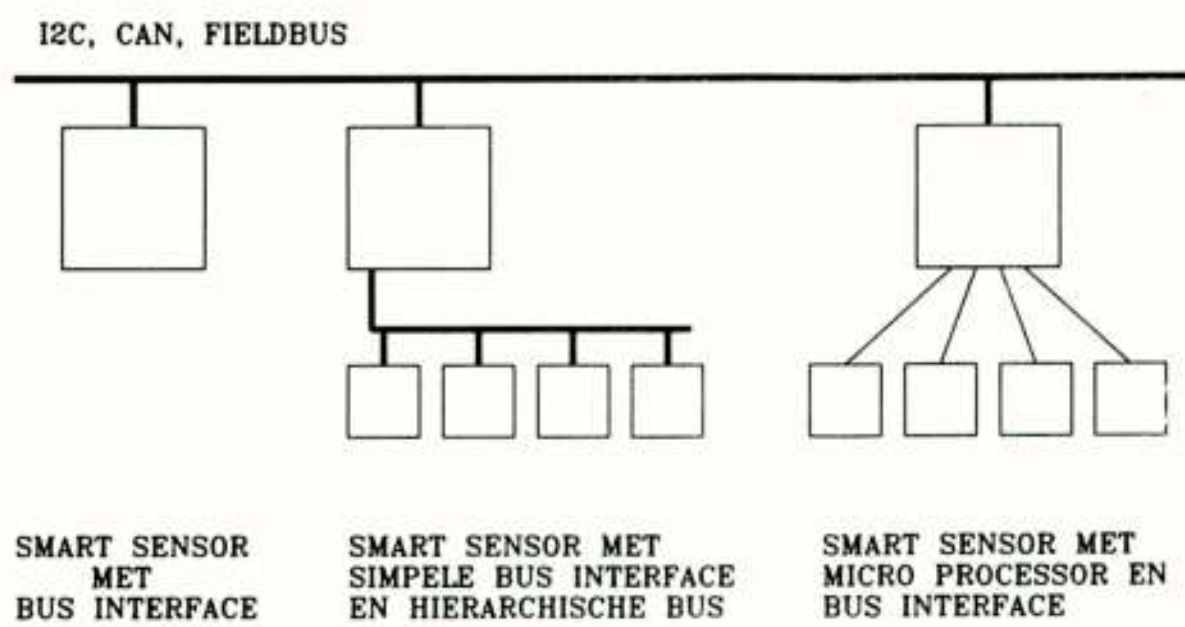 I2C, CAN, FIELDBUS
SMART SENSOR
MET
BUS INTERFACE
SMART SENSOR MET
SIMPELE BUS INTERFACE
EN HIERARCHISCHE BUS
SMART SENSOR MET
MICRO PROCESSOR EN
BUS INTERFACE